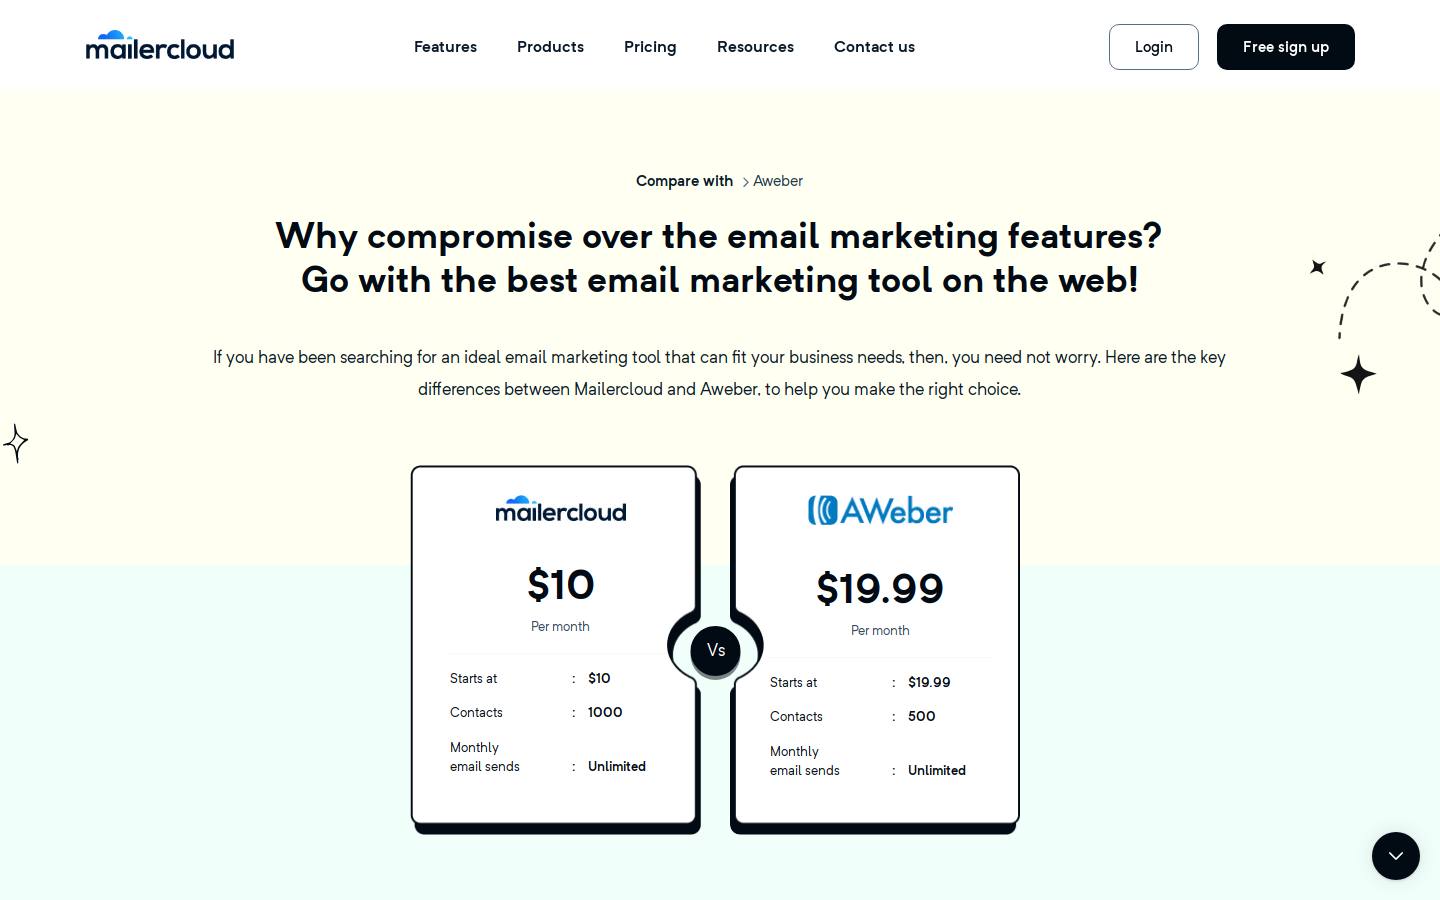 mailercloud
Features
Products
Pricing
Resources
Contact us
Login
Free sign up
Compare with > Aweber
Why compromise over the email marketing features?
Go with the best email marketing tool on the web!
If you have been searching for an ideal email marketing tool that can fit your business needs, then, you need not worry. Here are the key
differences between Mailercloud and Aweber, to help you make the right choice.
mailercloud
$10
Per month
Starts at : $10
Contacts : 1000
Monthly
email sends : Unlimited
Vs
AWeber
$19.99
Per month
Starts at : $19.99
Contacts : 500
Monthly
email sends : Unlimited